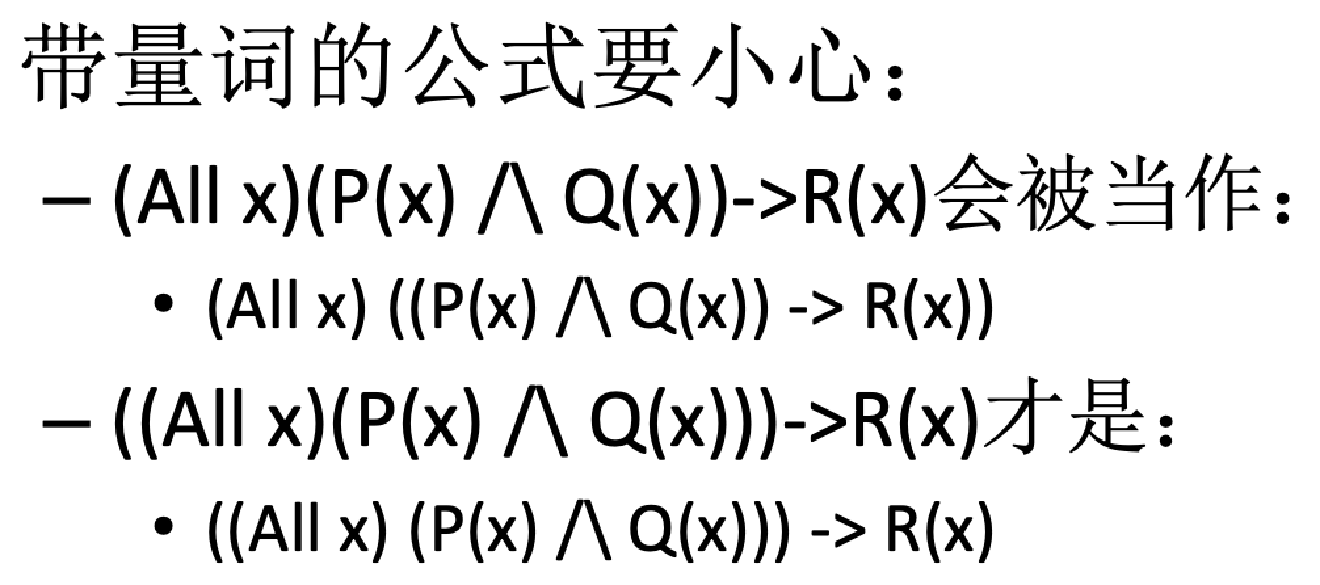 带量词的公式要小心：
– (All x)(P(x) /\ Q(x))->R(x)会被当作：
• (All x) ((P(x) /\ Q(x)) -> R(x))
– ((All x)(P(x) /\ Q(x)))->R(x)才是：
• ((All x) (P(x) /\ Q(x))) -> R(x)